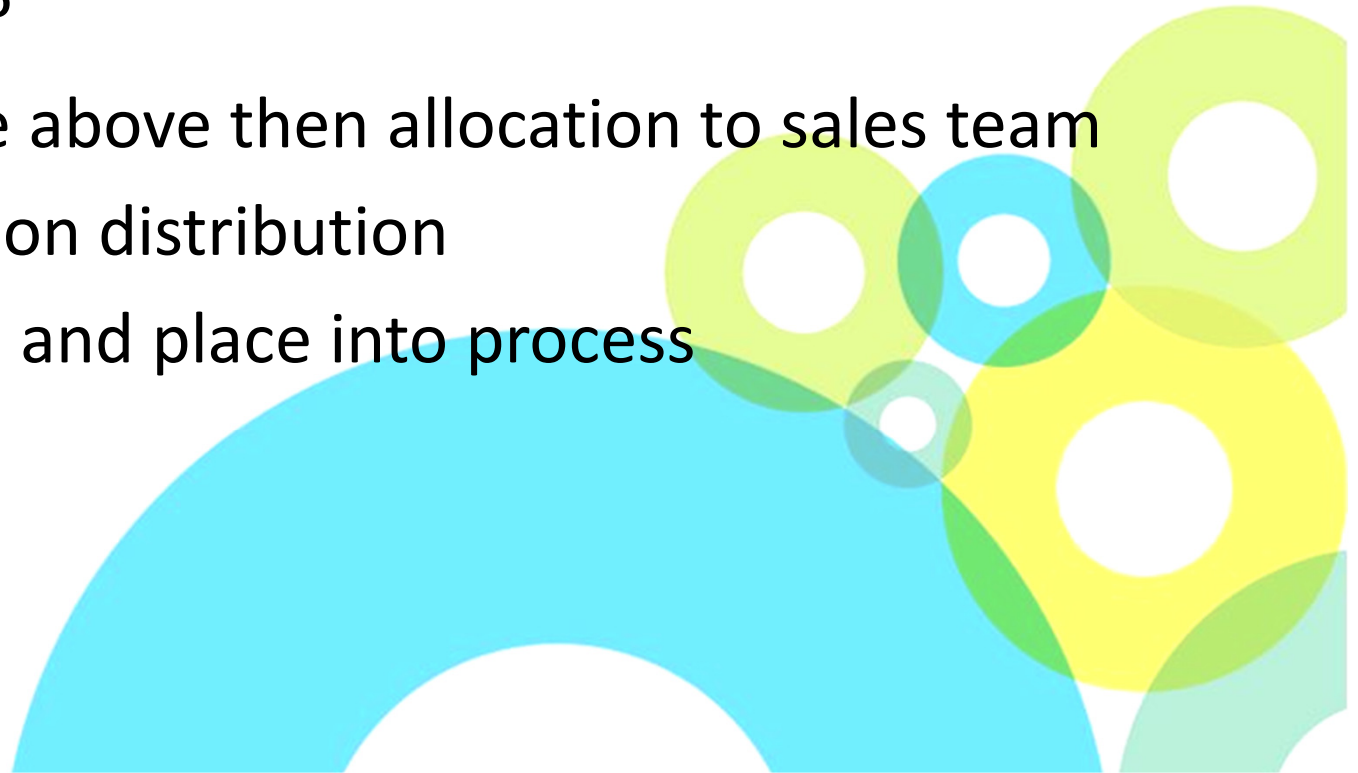 above then allocation to sales team
on distribution
and place into process